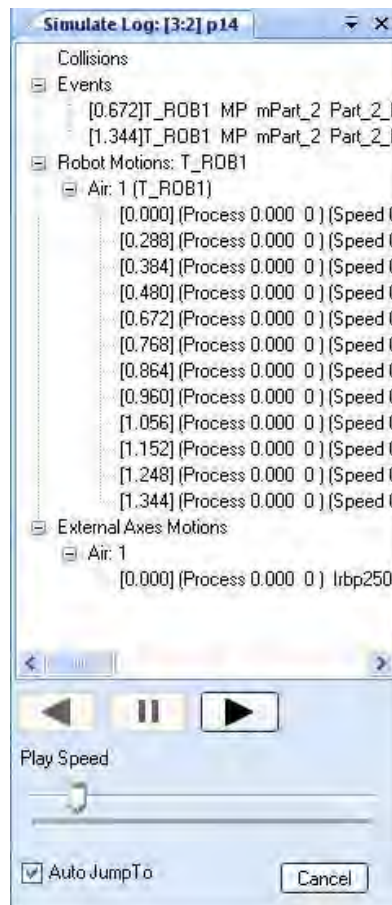 Simulate Log: [3:2] p14
Collisions
Events
[0.672]T_ROB1 MP mPart_2 Part_2_
[1.344]T_ROB1 MP mPart_2 Part_2_
Robot Motions: T_ROB1
Air: 1 (T_ROB1)
[0.000] (Process 0.000 0 ) (Speed
[0.288] (Process 0.000 0 ) (Speed
[0.384] (Process 0.000 0 ) (Speed
[0.480] (Process 0.000 0 ) (Speed
[0.672] (Process 0.000 0 ) (Speed
[0.768] (Process 0.000 0 ) (Speed
[0.864] (Process 0.000 0 ) (Speed
[0.960] (Process 0.000 0 ) (Speed
[1.056] (Process 0.000 0 ) (Speed
[1.152] (Process 0.000 0 ) (Speed
[1.248] (Process 0.000 0 ) (Speed
[1.344] (Process 0.000 0 ) (Speed
External Axes Motions
Air: 1
[0.000] (Process 0.000 0 ) Irbp250
Play Speed
Auto JumpTo
Cancel